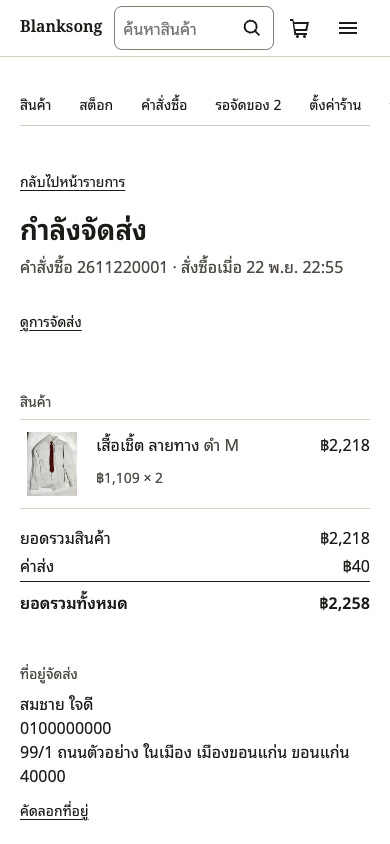 Blanksong
ค้นหาสินค้า
สินค้า สต็อก คำสั่งซื้อ รอจัดของ 2 ตั้งค่าร้าน
กลับไปหน้ารายการ
กำลังจัดส่ง
คำสั่งซื้อ 2611220001 · สั่งซื้อเมื่อ 22 พ.ย. 22:55
ดูการจัดส่ง
สินค้า
เสื้อเชิ้ต ลายทาง ดำ M ฿2,218
฿1,109 × 2
ยอดรวมสินค้า ฿2,218
ค่าส่ง ฿40
ยอดรวมทั้งหมด ฿2,258
ที่อยู่จัดส่ง
สมชาย ใจดี
0100000000
99/1 ถนนตัวอย่าง ในเมือง เมืองขอนแก่น ขอนแก่น
40000
คัดลอกที่อยู่